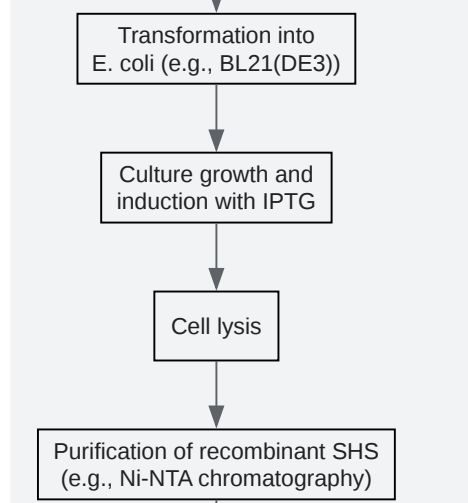 Transformation into
E. coli (e.g., BL21(DE3))
Culture growth and
induction with IPTG
Cell lysis
Purification of recombinant SHS
(e.g., Ni-NTA chromatography)